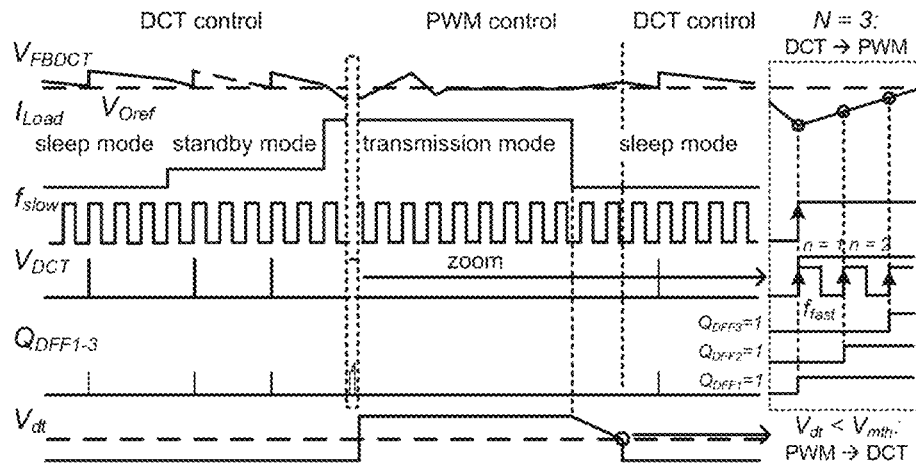 DCT control PWM control DCT control N = 3:
DCT → PWM
V_FBDCT
V_Oref
I_Load
sleep mode standby mode transmission mode sleep mode
f_slow
n = 1 n = 2
V_DCT
zoom
f_fast
Q_DFF3=1
Q_DFF1-3
Q_DFF2=1
Q_DFF1=1
V_dt
V_dt < V_mth:
PWM → DCT